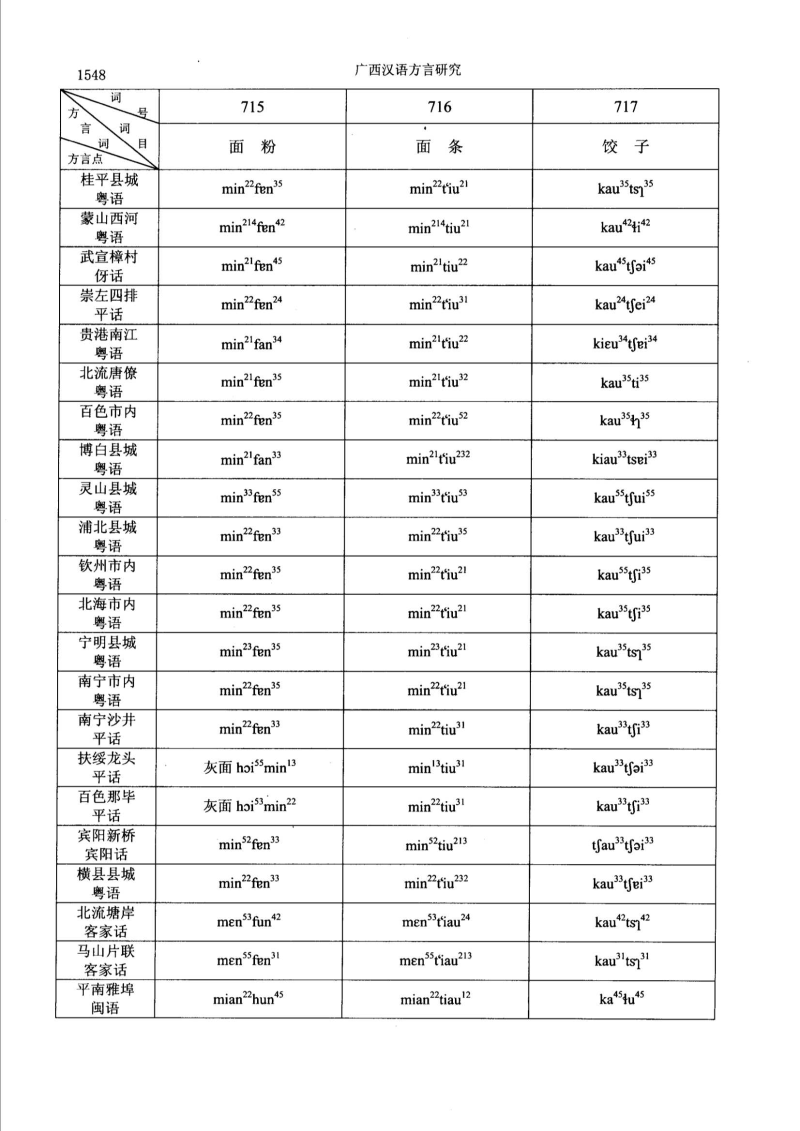 1548
广西汉语方言研究
词号 715 716 717
方言 词 词目 面粉 面条 饺子
方言点
桂平县城 粤语 min²²fɐn³⁵ min²²tʻiu²¹ kau³⁵tsɿ³⁵
蒙山西河 粤语 min²¹⁴fɐn⁴² min²¹⁴tiu²¹ kau⁴²ɬi⁴²
武宣樟村 伢话 min²¹fɐn⁴⁵ min²¹tiu²² kau⁴⁵tʃəi⁴⁵
崇左四排 平话 min²²fɐn²⁴ min²²tʻiu³¹ kau²⁴tʃei²⁴
贵港南江 粤语 min²¹fan³⁴ min²¹tʻiu²² kiɛu³⁴tʃɐi³⁴
北流唐僚 粤语 min²¹fɐn³⁵ min²¹tʻiu³² kau³⁵ti³⁵
百色市内 粤语 min²²fɐn³⁵ min²²tʻiu⁵² kau³⁵ɬɿ³⁵
博白县城 粤语 min²¹fan³³ min²¹tʻiu²³² kiau³³tsɐi³³
灵山县城 粤语 min³³fɐn⁵⁵ min³³tʻiu⁵³ kau⁵⁵tʃui⁵⁵
浦北县城 粤语 min²²fɐn³³ min²²tʻiu³⁵ kau³³tʃui³³
钦州市内 粤语 min²²fɐn³⁵ min²²tʻiu²¹ kau⁵⁵tʃi³⁵
北海市内 粤语 min²²fɐn³⁵ min²²tʻiu²¹ kau³⁵tʃi³⁵
宁明县城 粤语 min²³fɐn³⁵ min²³tʻiu²¹ kau³⁵tsɿ³⁵
南宁市内 粤语 min²²fɐn³⁵ min²²tʻiu²¹ kau³⁵tsɿ³⁵
南宁沙井 平话 min²²fɐn³³ min²²tiu³¹ kau³³tʃi³³
扶绥龙头 平话 灰面 hɔi⁵⁵min¹³ min¹³tiu³¹ kau³³tʃəi³³
百色那毕 平话 灰面 hɔi⁵³min²² min²²tiu³¹ kau³³tʃi³³
宾阳新桥 宾阳话 min⁵²fɐn³³ min⁵²tiu²¹³ tʃau³³tʃəi³³
横县县城 粤语 min²²fɐn³³ min²²tʻiu²³² kau³³tʃɐi³³
北流塘岸 客家话 mɛn⁵³fun⁴² mɛn⁵³tʻiau²⁴ kau⁴²tsɿ⁴²
马山片联 客家话 mɛn⁵⁵fɐn³¹ mɛn⁵⁵tʻiau²¹³ kau³¹tsɿ³¹
平南雅埠 闽语 mian²²hun⁴⁵ mian²²tiau¹² ka⁴⁵ɬu⁴⁵